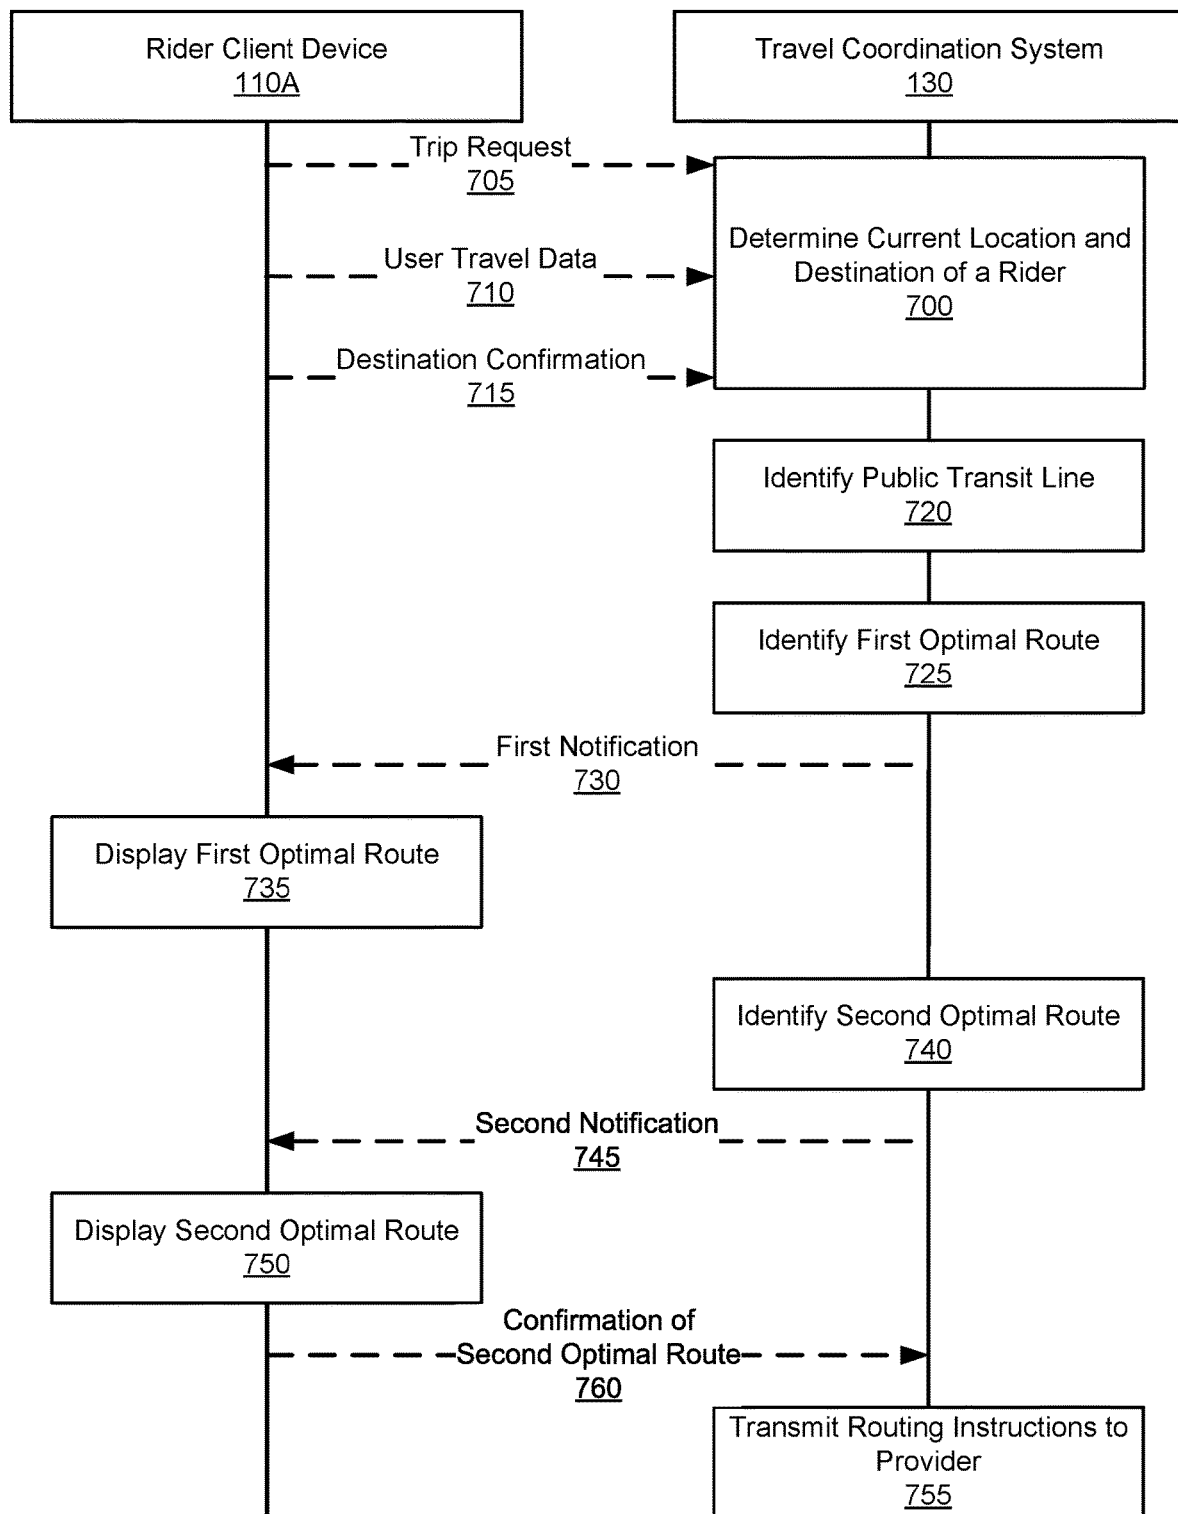 Rider Client Device
110A
Travel Coordination System
130
Trip Request
705
User Travel Data
710
Destination Confirmation
715
Determine Current Location and
Destination of a Rider
700
Identify Public Transit Line
720
Identify First Optimal Route
725
First Notification
730
Display First Optimal Route
735
Identify Second Optimal Route
740
Second Notification
745
Display Second Optimal Route
750
Confirmation of
Second Optimal Route
760
Transmit Routing Instructions to
Provider
755